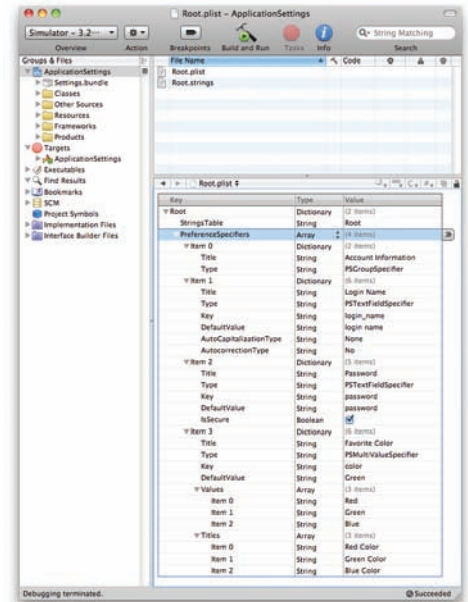 Root.plist – ApplicationSettings
Simulator – 3.2
Overview
Action
Breakpoints
Build and Run
Tasks
Info
String Matching
Search
Groups & Files
ApplicationSettings
Settings.bundle
Classes
Other Sources
Resources
Frameworks
Products
Targets
ApplicationSettings
Executables
Find Results
Bookmarks
SCM
Project Symbols
Implementation Files
Interface Builder Files
File Name Code
Root.plist
Root.strings
Root.plist
Key Type Value
Root Dictionary (2 items)
StringsTable String Root
PreferenceSpecifiers Array (4 items)
Item 0 Dictionary (2 items)
Title String Account Information
Type String PSGroupSpecifier
Item 1 Dictionary (6 items)
Title String Login Name
Type String PSTextFieldSpecifier
Key String login_name
DefaultValue String login name
AutoCapitalizationType String None
AutocorrectionType String No
Item 2 Dictionary (5 items)
Title String Password
Type String PSTextFieldSpecifier
Key String password
DefaultValue String password
IsSecure Boolean
Item 3 Dictionary (6 items)
Title String Favorite Color
Type String PSMultiValueSpecifier
Key String color
DefaultValue String Green
Values Array (3 items)
Item 0 String Red
Item 1 String Green
Item 2 String Blue
Titles Array (3 items)
Item 0 String Red Color
Item 1 String Green Color
Item 2 String Blue Color
Debugging terminated.
Succeeded